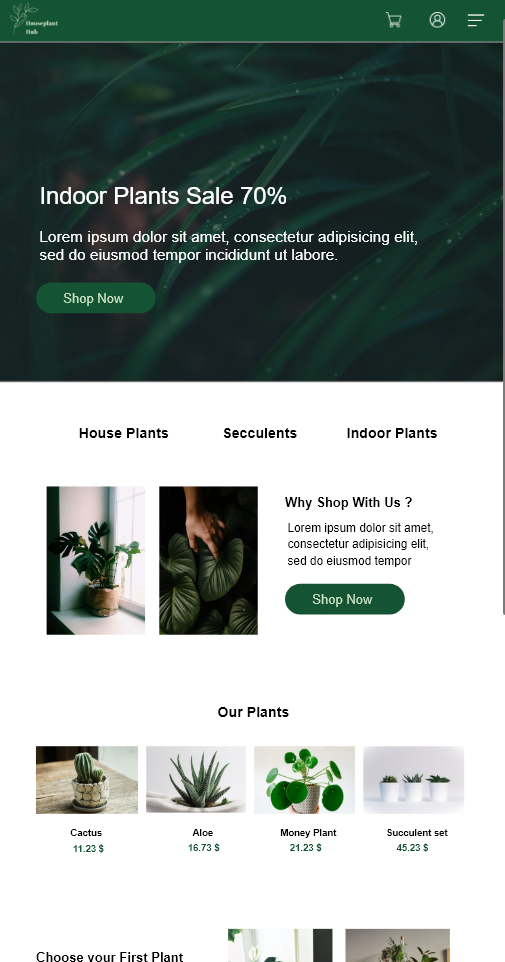 Houseplant
Hub
Indoor Plants Sale 70%
Lorem ipsum dolor sit amet, consectetur adipisicing elit,
sed do eiusmod tempor incididunt ut labore.
Shop Now
House Plants
Secculents
Indoor Plants
Why Shop With Us ?
Lorem ipsum dolor sit amet,
consectetur adipisicing elit,
sed do eiusmod tempor
Shop Now
Our Plants
Cactus
11.23 $
Aloe
16.73 $
Money Plant
21.23 $
Succulent set
45.23 $
Choose your First Plant